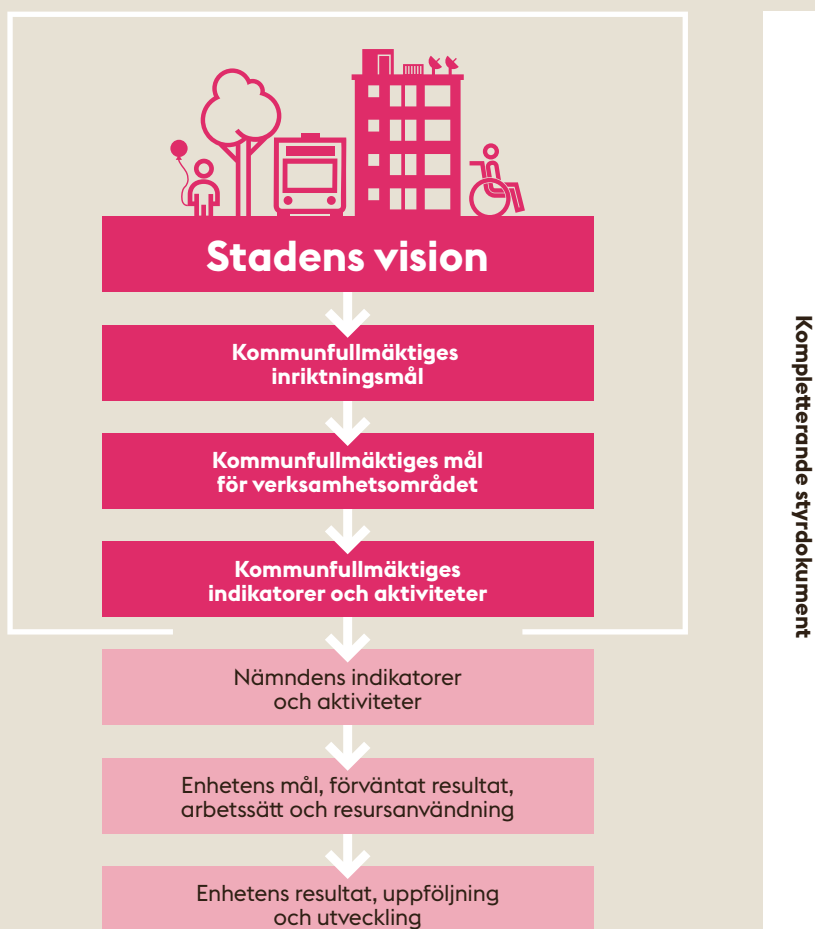 Stadens vision
Kommunfullmäktiges
inriktningsmål
Kommunfullmäktiges mål
för verksamhetsområdet
Kommunfullmäktiges
indikatorer och aktiviteter
Nämndens indikatorer
och aktiviteter
Enhetens mål, förväntat resultat,
arbetssätt och resursanvändning
Enhetens resultat, uppföljning
och utveckling
Kompletterande styrdokument